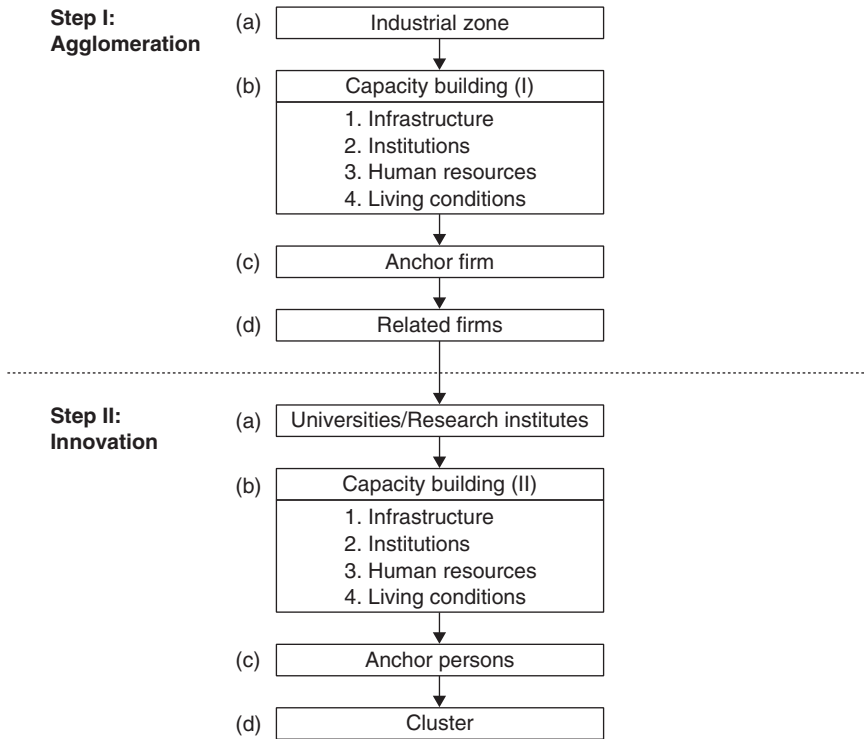 Step I:
Agglomeration
(a) Industrial zone
(b) Capacity building (I)
1. Infrastructure
2. Institutions
3. Human resources
4. Living conditions
(c) Anchor firm
(d) Related firms
Step II:
Innovation
(a) Universities/Research institutes
(b) Capacity building (II)
1. Infrastructure
2. Institutions
3. Human resources
4. Living conditions
(c) Anchor persons
(d) Cluster